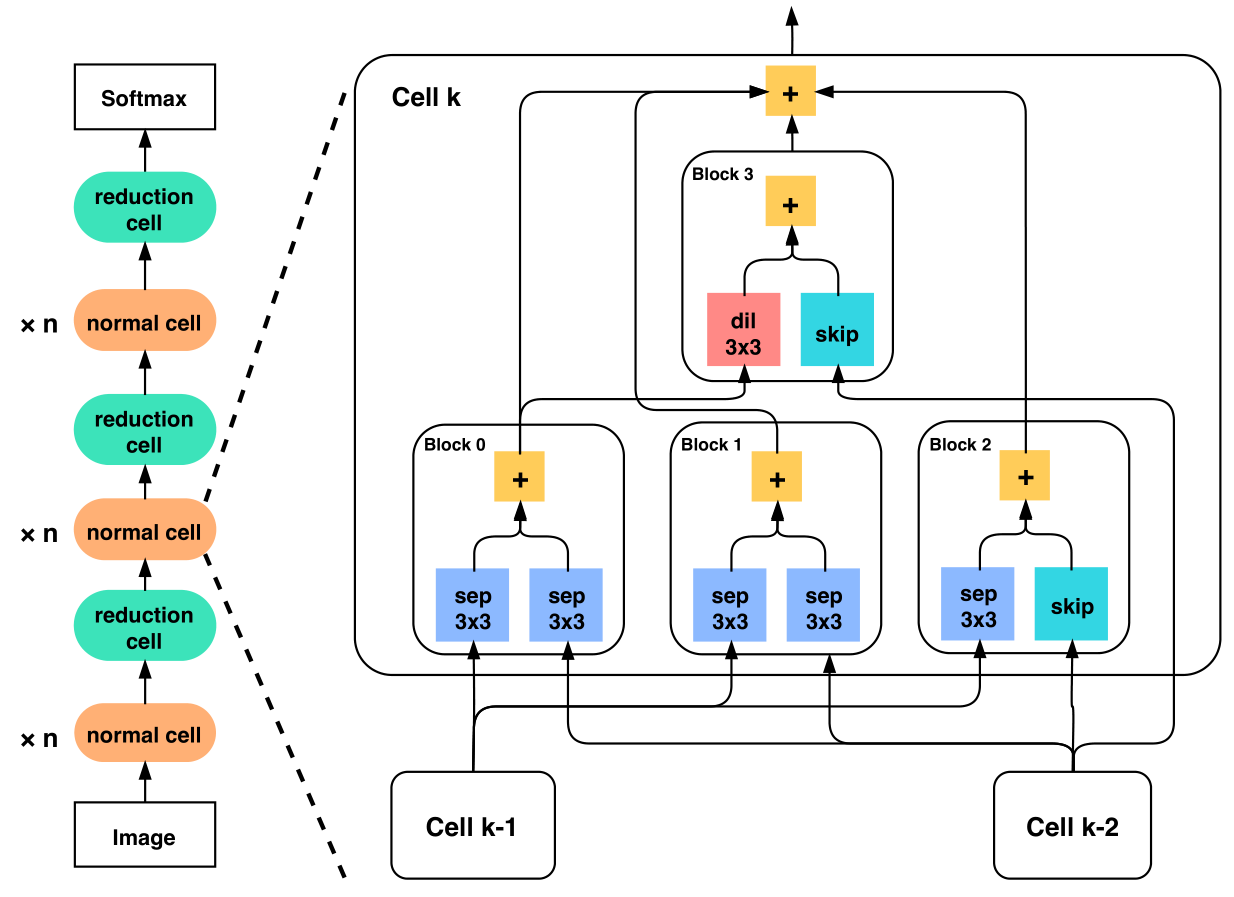 Softmax
reduction
cell
× n
normal cell
reduction
cell
× n
normal cell
reduction
cell
× n
normal cell
Image
Cell k
+
Block 3
+
dil
3x3
skip
Block 0
+
sep
3x3
sep
3x3
Block 1
+
sep
3x3
sep
3x3
Block 2
+
sep
3x3
skip
Cell k-1
Cell k-2